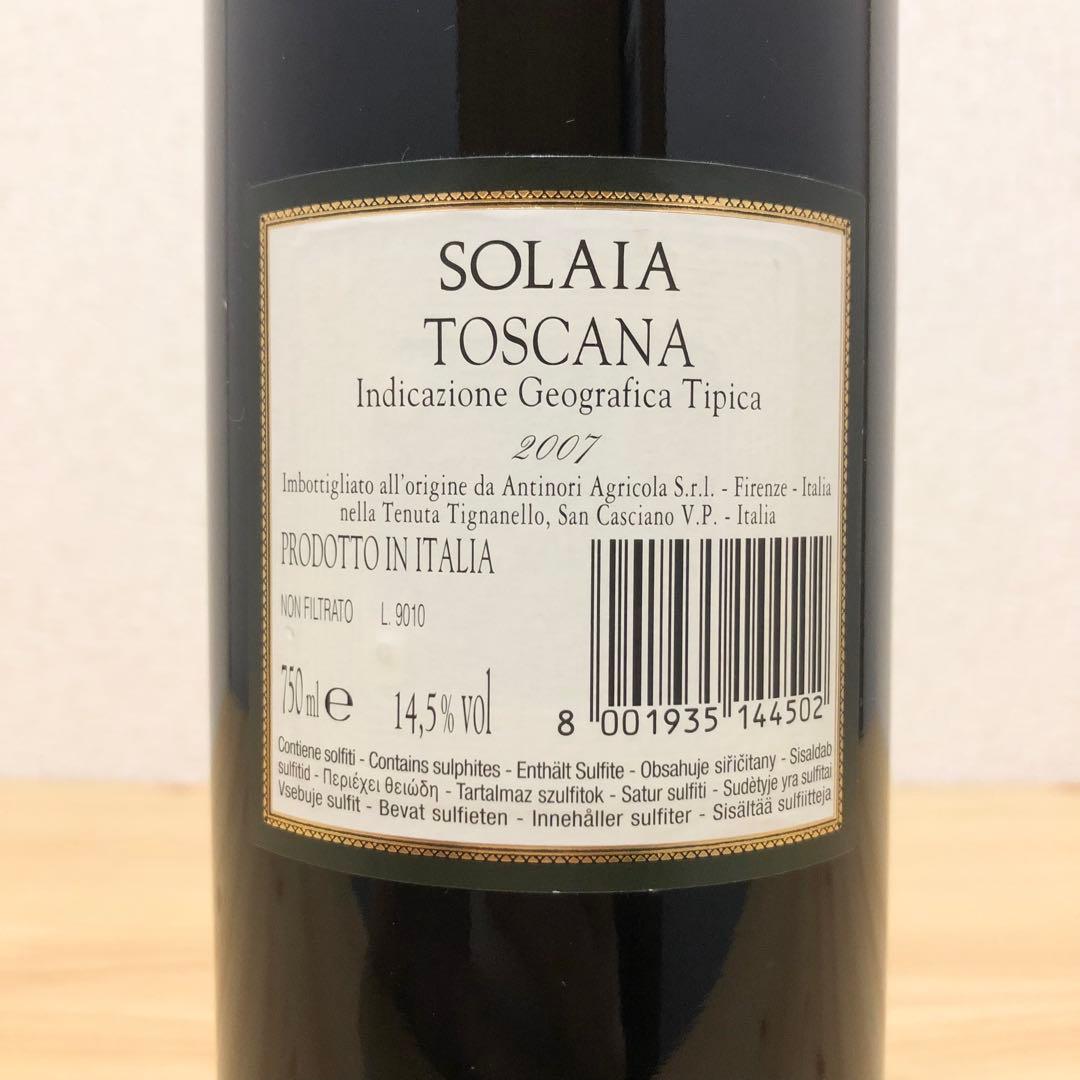 SOLAIA
TOSCANA
Indicazione Geografica Tipica
2007
Imbottigliato all'origine da Antinori Agricola S.r.l. - Firenze - Italia
nella Tenuta Tignanello, San Casciano V.P. - Italia
PRODOTTO IN ITALIA
NON FILTRATO L. 9010
750 ml e 14,5% vol
8 001935 144502
Contiene solfiti - Contains sulphites - Enthält Sulfite - Obsahuje siřičitany - Sisaldab
sulfitid - Περιέχει θειώδη - Tartalmaz szulfitok - Satur sulfiti - Sudėtyje yra sulfitai
Vsebuje sulfit - Bevat sulfieten - Innehåller sulfiter - Sisältää sulfiitteja